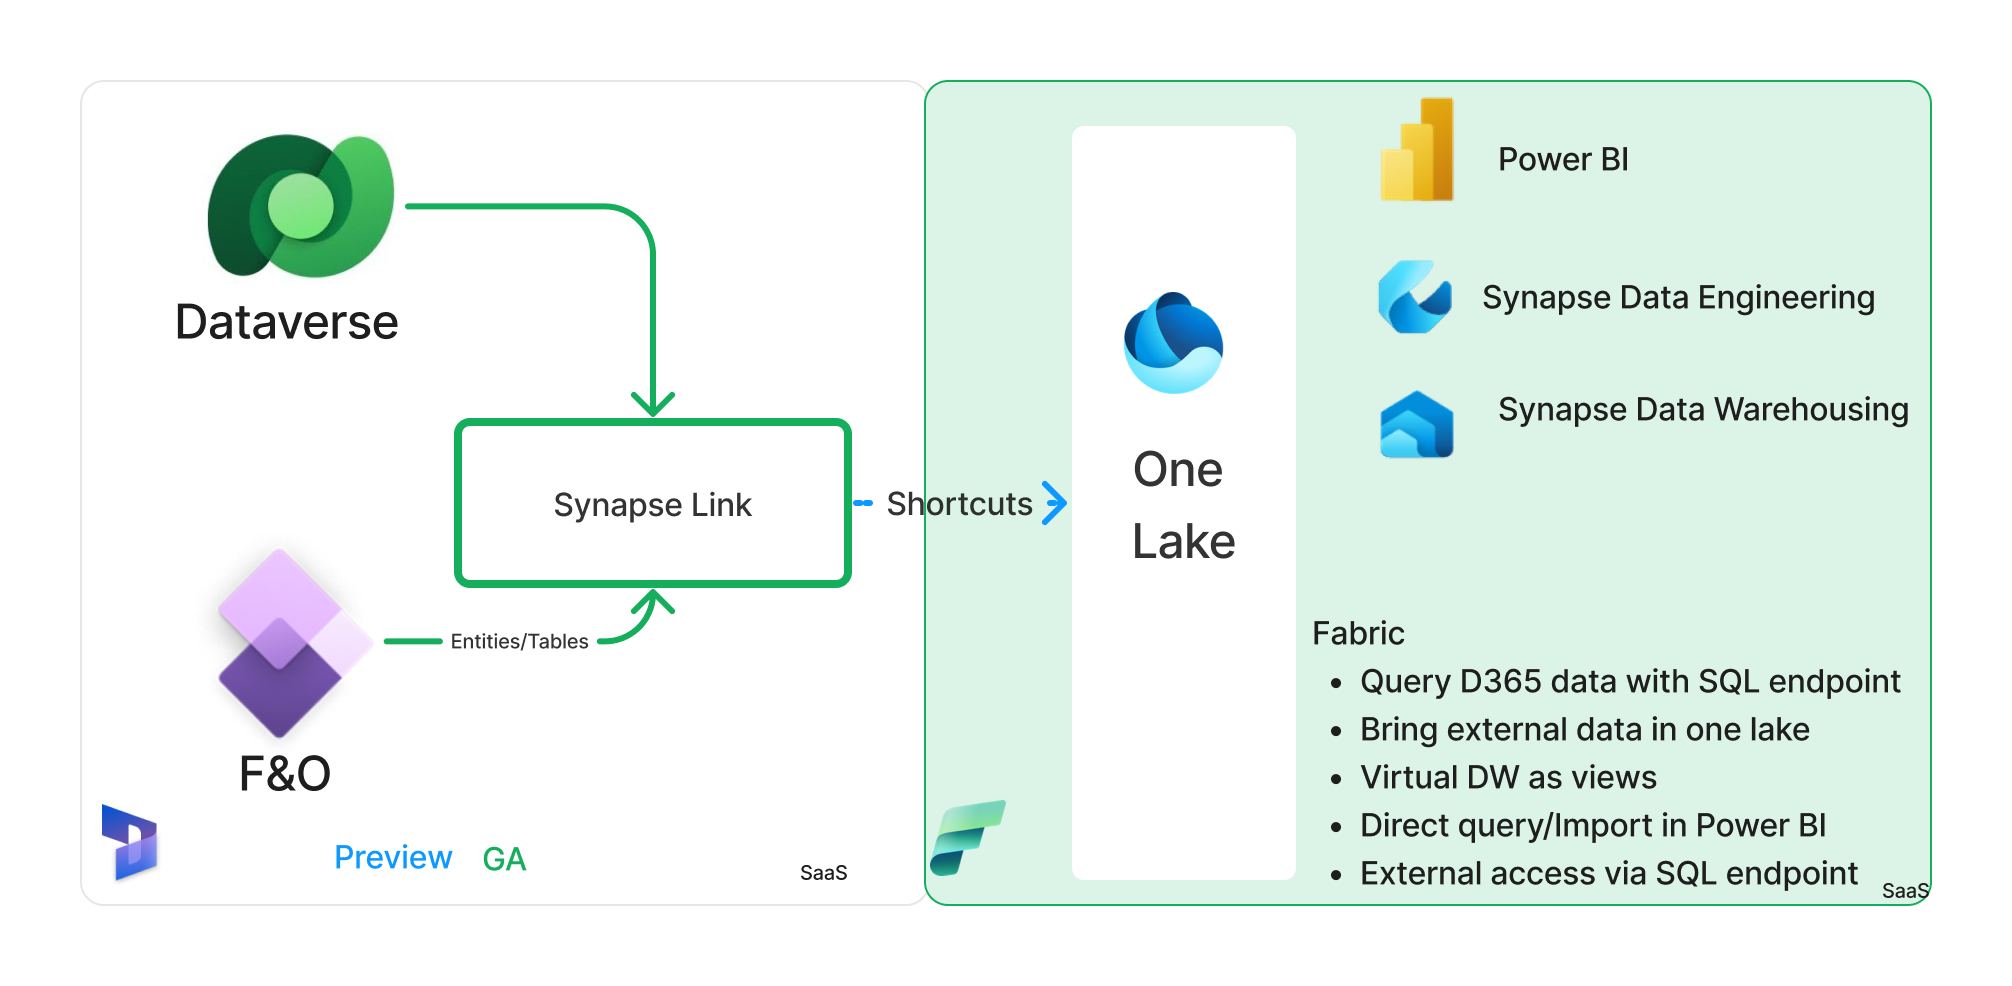 Dataverse
Synapse Link
Entities/Tables
F&O
Preview
GA
SaaS
Shortcuts
One
Lake
Power BI
Synapse Data Engineering
Synapse Data Warehousing
Fabric
• Query D365 data with SQL endpoint
• Bring external data in one lake
• Virtual DW as views
• Direct query/Import in Power BI
• External access via SQL endpoint
SaaS